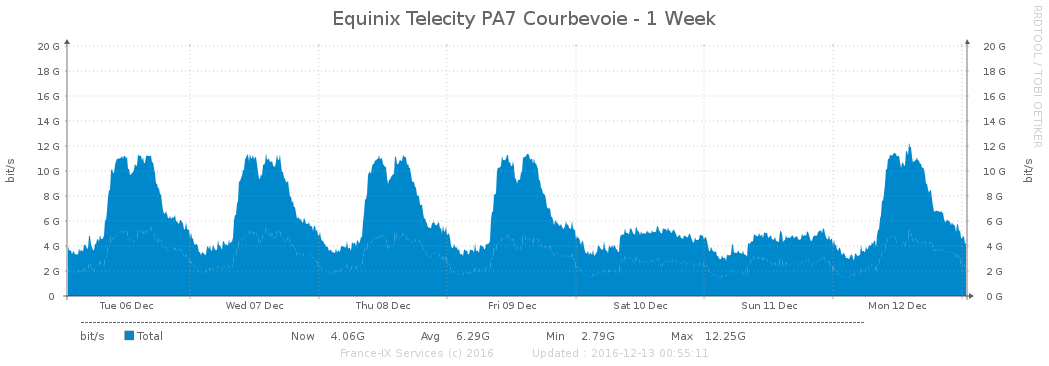 Equinix Telecity PA7 Courbevoie - 1 Week
RRDTOOL / TOBI OETIKER
bit/s
20 G 20 G
18 G 18 G
16 G 16 G
14 G 14 G
12 G 12 G
10 G 10 G
8 G 8 G
6 G 6 G
4 G 4 G
2 G 2 G
0 0 G
bit/s
Tue 06 Dec Wed 07 Dec Thu 08 Dec Fri 09 Dec Sat 10 Dec Sun 11 Dec Mon 12 Dec
bit/s Total Now 4.06G Avg 6.29G Min 2.79G Max 12.25G
France-IX Services (c) 2016 Updated : 2016-12-13 00:55:11